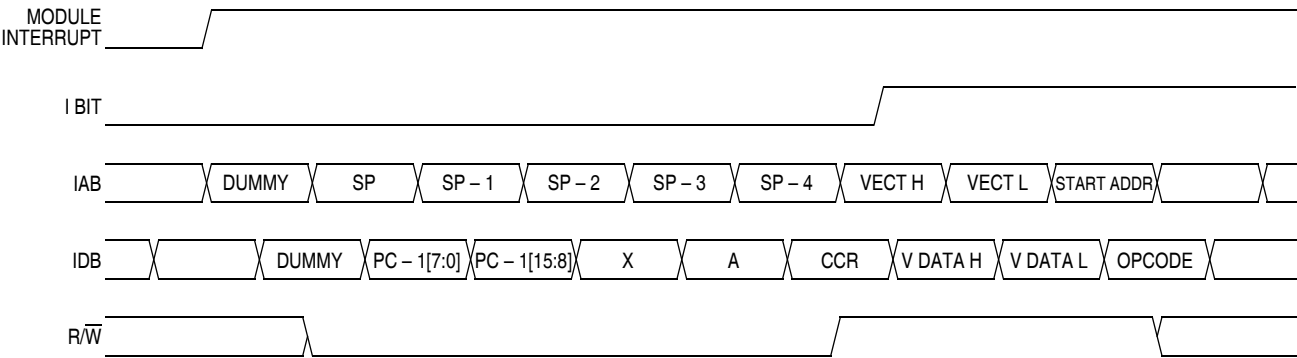 MODULE
INTERRUPT
I BIT
IAB DUMMY SP SP – 1 SP – 2 SP – 3 SP – 4 VECT H VECT L START ADDR
IDB DUMMY PC – 1[7:0] PC – 1[15:8] X A CCR V DATA H V DATA L OPCODE
R/W̅